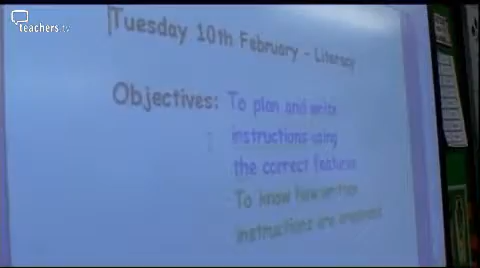 teachers tv
Tuesday 10th February - Literacy
Objectives: To plan and write
instructions using
the correct features
To know how written
instructions are organised